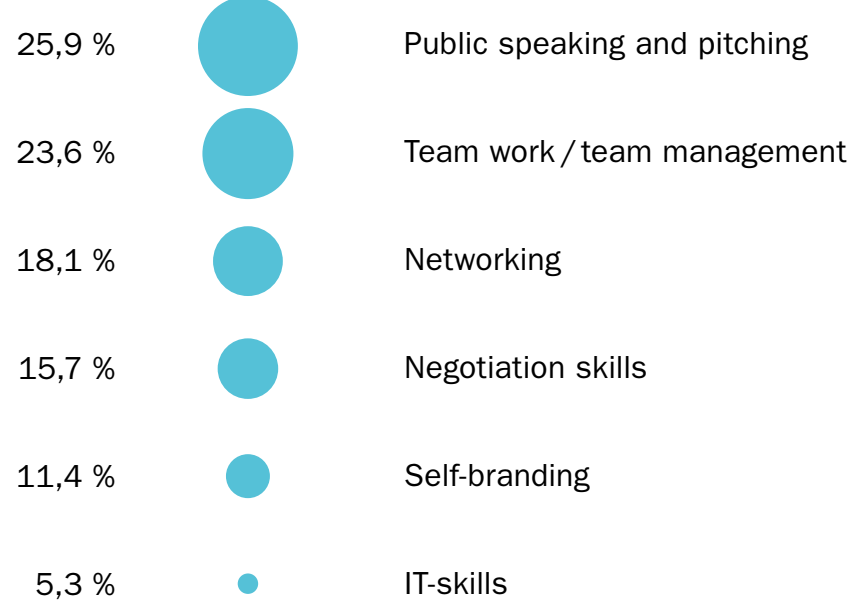 25,9 % Public speaking and pitching
23,6 % Team work / team management
18,1 % Networking
15,7 % Negotiation skills
11,4 % Self-branding
5,3 % IT-skills